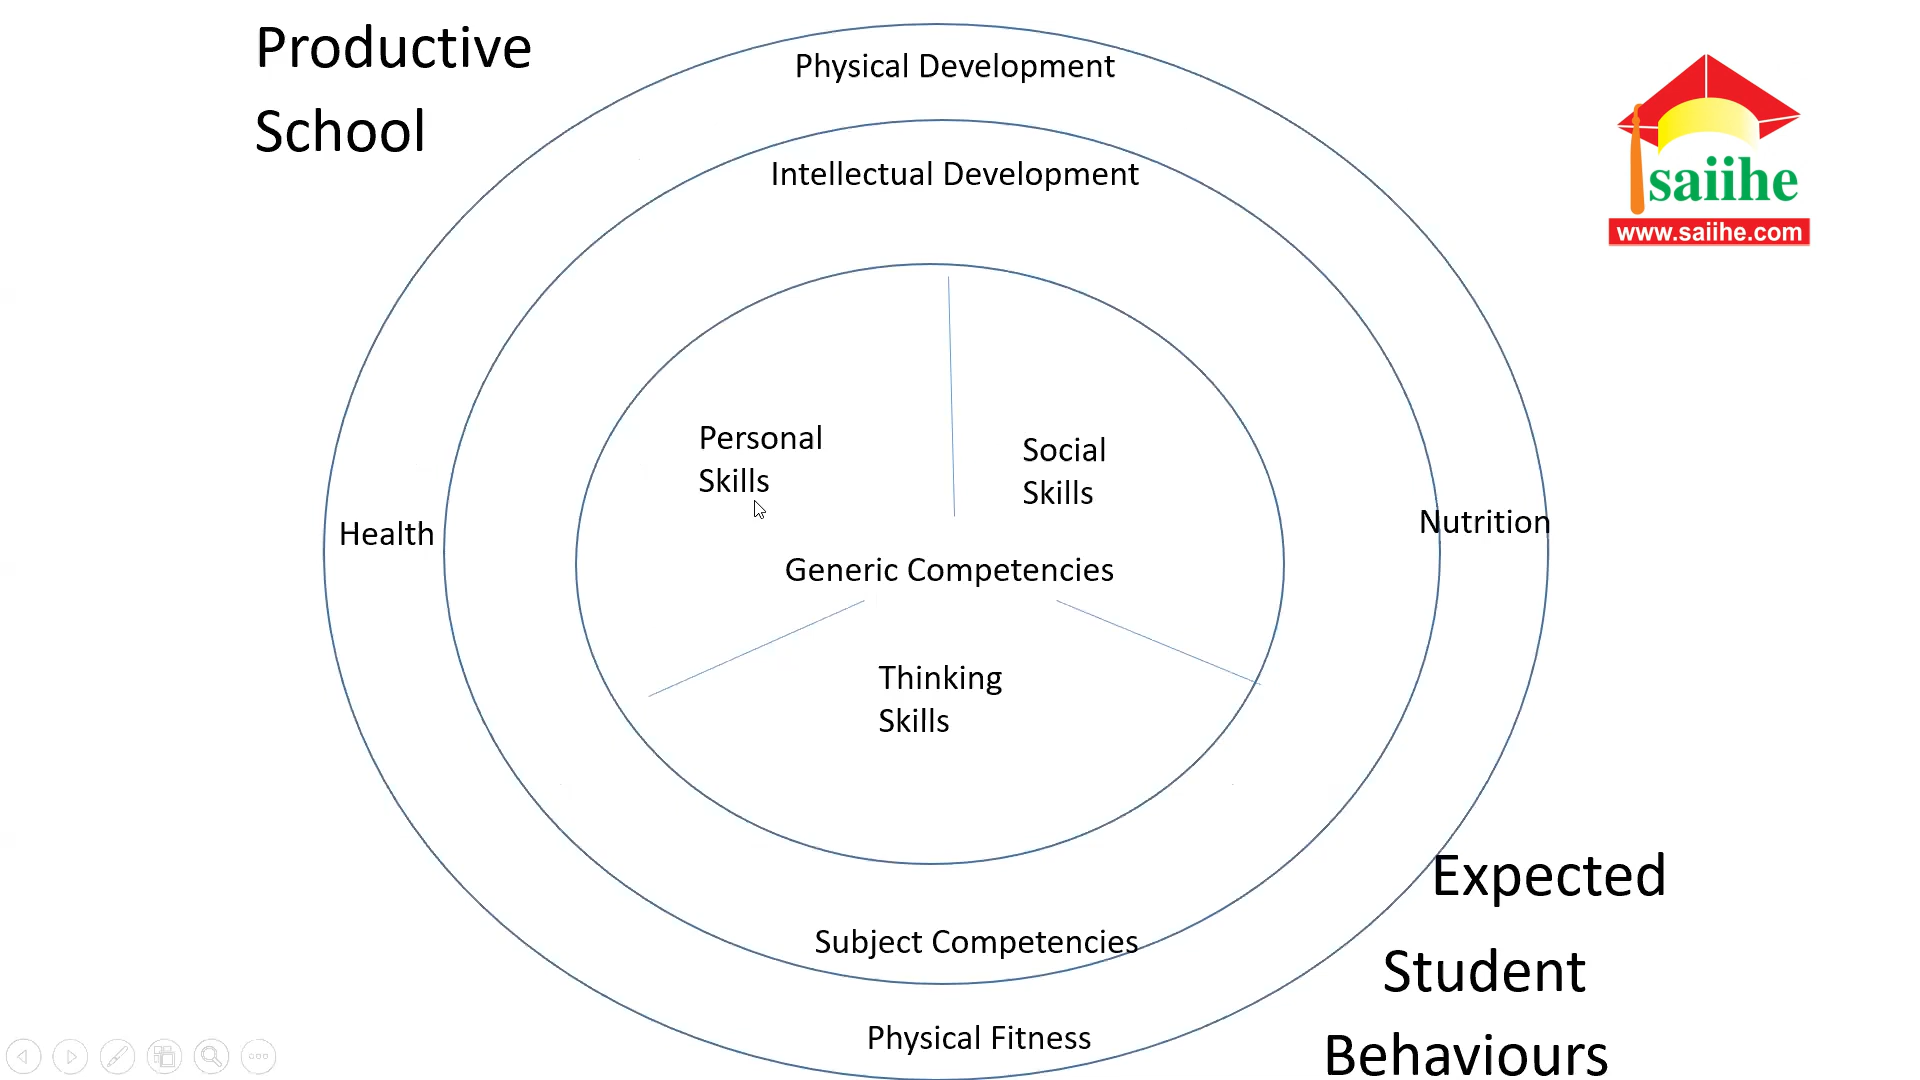 Productive
School
Physical Development
Intellectual Development
saiihe
www.saiihe.com
Personal
Skills
Social
Skills
Health
Nutrition
Generic Competencies
Thinking
Skills
Expected
Student
Behaviours
Subject Competencies
Physical Fitness